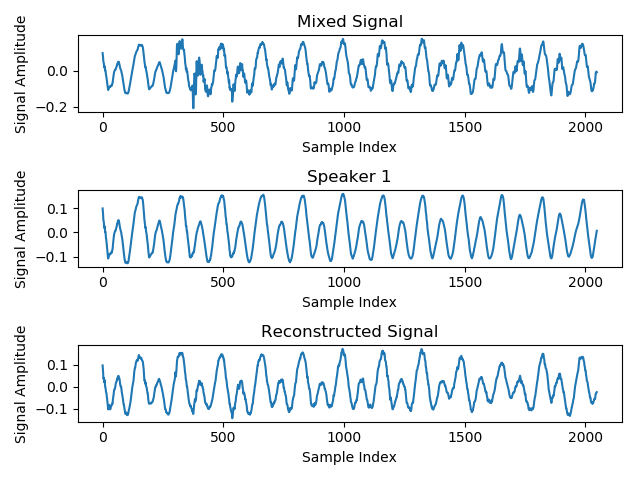 Mixed Signal
Signal Amplitude
0.0
−0.2
0 500 1000 1500 2000
Sample Index
Speaker 1
Signal Amplitude
0.1
0.0
−0.1
0 500 1000 1500 2000
Sample Index
Reconstructed Signal
Signal Amplitude
0.1
0.0
−0.1
0 500 1000 1500 2000
Sample Index